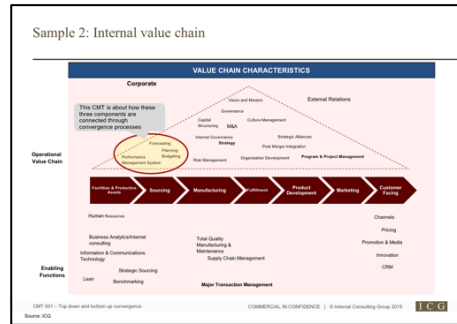 Sample 2: Internal value chain
VALUE CHAIN CHARACTERISTICS
Corporate
This CMT is about how these
three components are
connected through
convergence processes
Vision and Mission
External Relations
Governance
Capital
Structuring
M&A
Culture Management
Internal Governance
Strategy
Strategic Alliances
Forecasting
Planning
Budgeting
Post Merger Integration
Performance
Management System
Risk Management
Organisation Development
Program & Project Management
Operational
Value Chain
Facilities & Productive
Assets
Sourcing
Manufacturing
Fulfillment
Product
Development
Marketing
Customer
Facing
Human Resources
Channels
Pricing
Business Analytics/Internal
consulting
Total Quality
Manufacturing &
Maintenance
Promotion & Media
Information & Communications
Technology
Supply Chain Management
Innovation
Enabling
Functions
Strategic Sourcing
CRM
Lean
Benchmarking
Major Transaction Management
CMT 001 – Top down and bottom up convergence
COMMERCIAL IN CONFIDENCE | © Internal Consulting Group 2015
ICG
Source: ICG